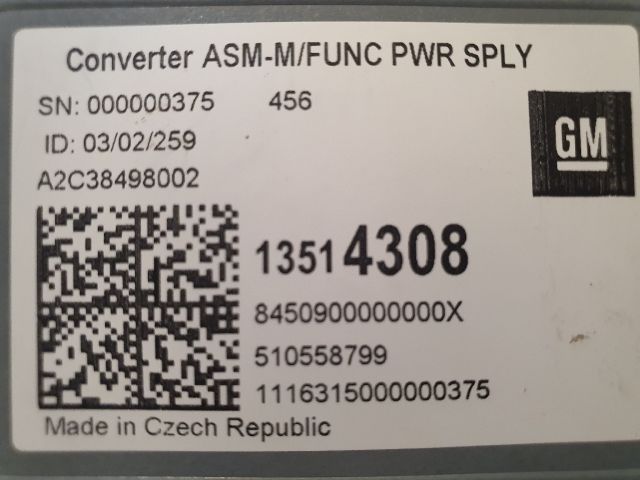 Converter ASM-M/FUNC PWR SPLY
SN: 000000375 456
ID: 03/02/259
GM
A2C38498002
13514308
8450900000000X
510558799
1116315000000375
Made in Czech Republic